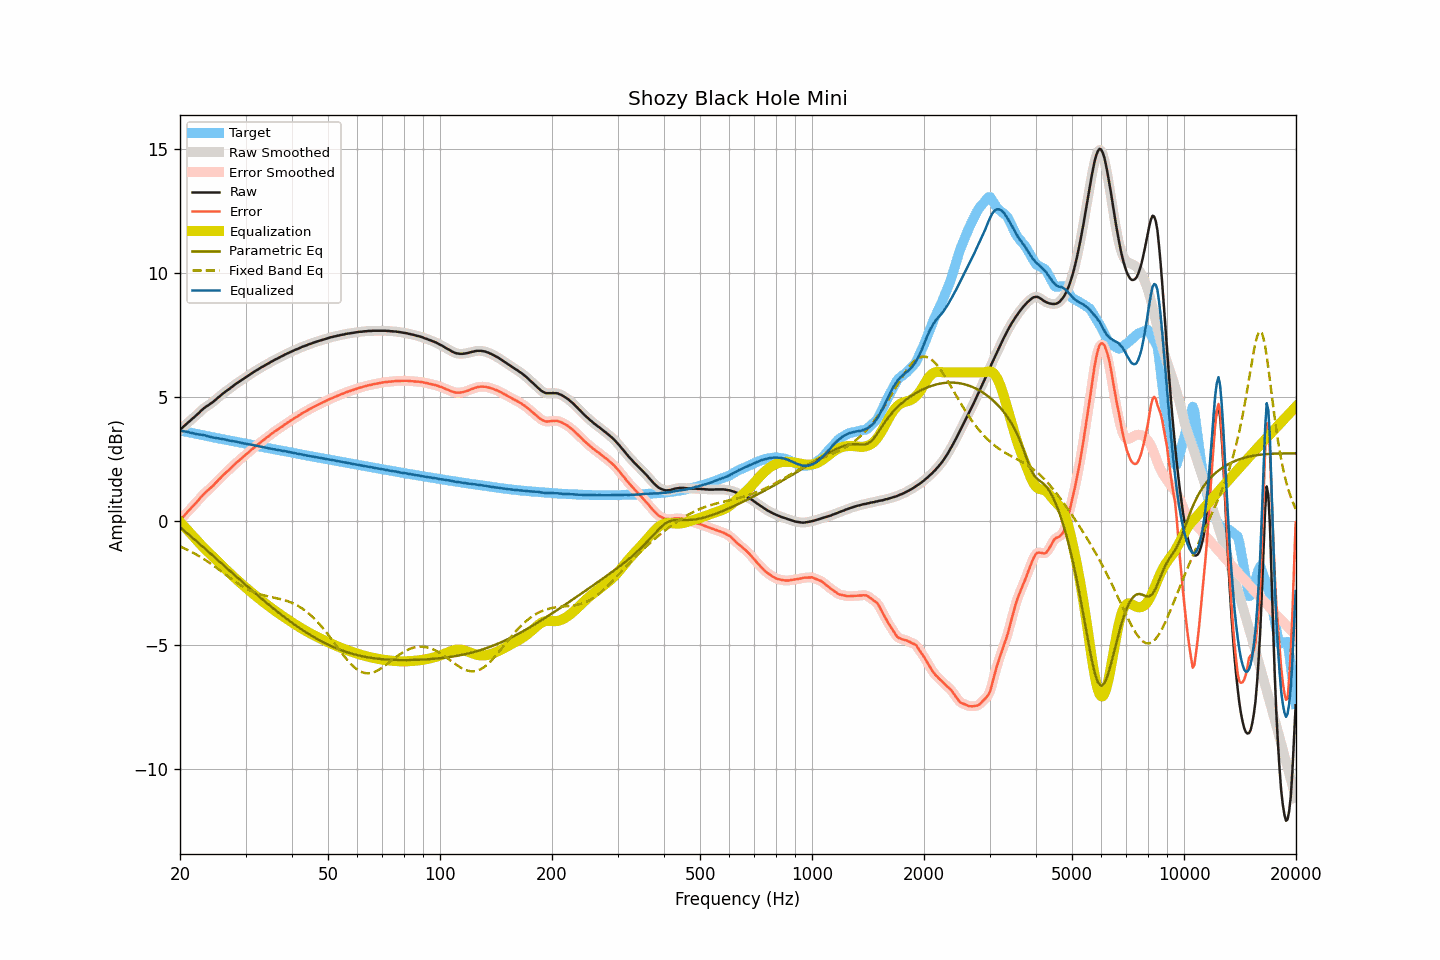 Shozy Black Hole Mini
Target
Raw Smoothed
Error Smoothed
Raw
Error
Equalization
Parametric Eq
Fixed Band Eq
Equalized
15
10
5
0
−5
−10
Amplitude (dBr)
20 50 100 200 500 1000 2000 5000 10000 20000
Frequency (Hz)